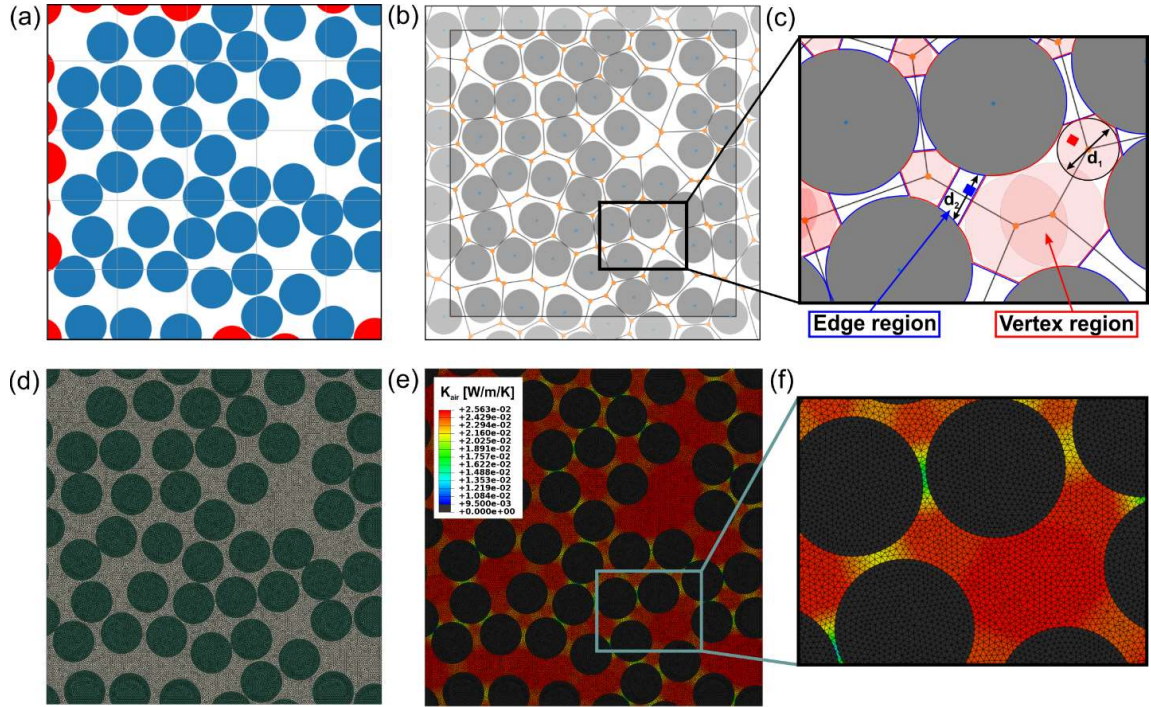 (a)
(b)
(c)
d₁
d₂
Edge region
Vertex region
(d)
(e)
K_air [W/m/K]
+2.563e-02
+2.429e-02
+2.294e-02
+2.160e-02
+2.025e-02
+1.891e-02
+1.757e-02
+1.622e-02
+1.488e-02
+1.353e-02
+1.219e-02
+1.084e-02
+9.500e-03
+0.000e+00
(f)